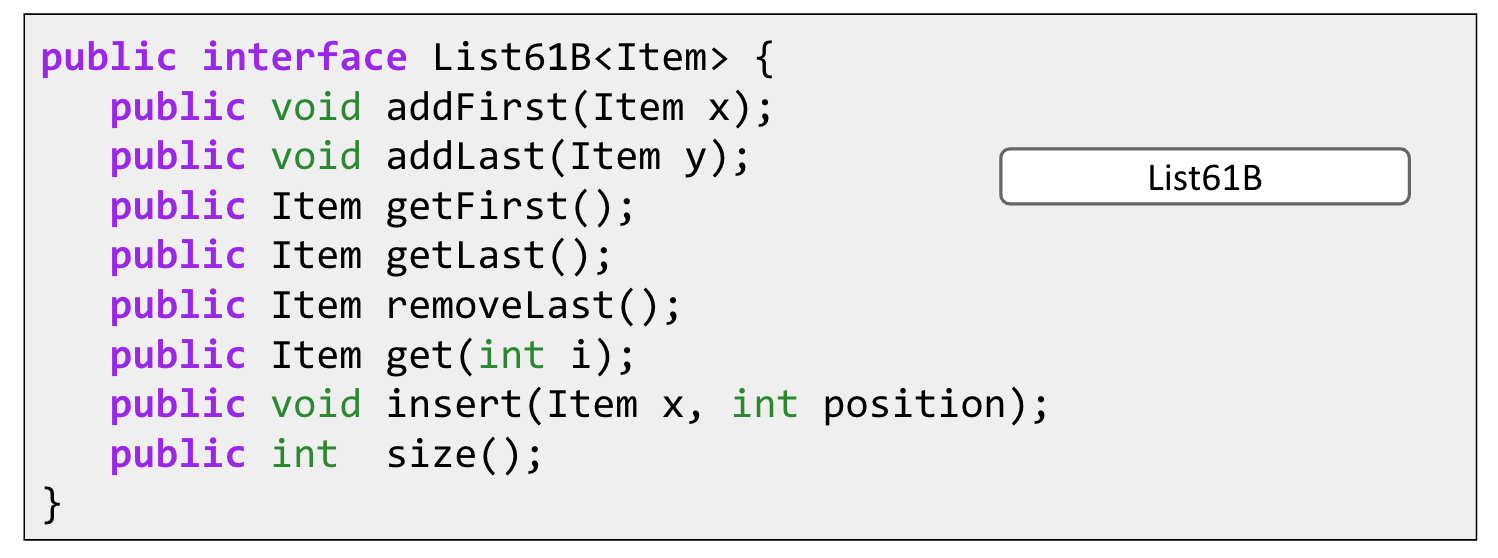 public interface List61B<Item> {
   public void addFirst(Item x);
   public void addLast(Item y);
   public Item getFirst();
   public Item getLast();
   public Item removeLast();
   public Item get(int i);
   public void insert(Item x, int position);
   public int  size();
}
List61B